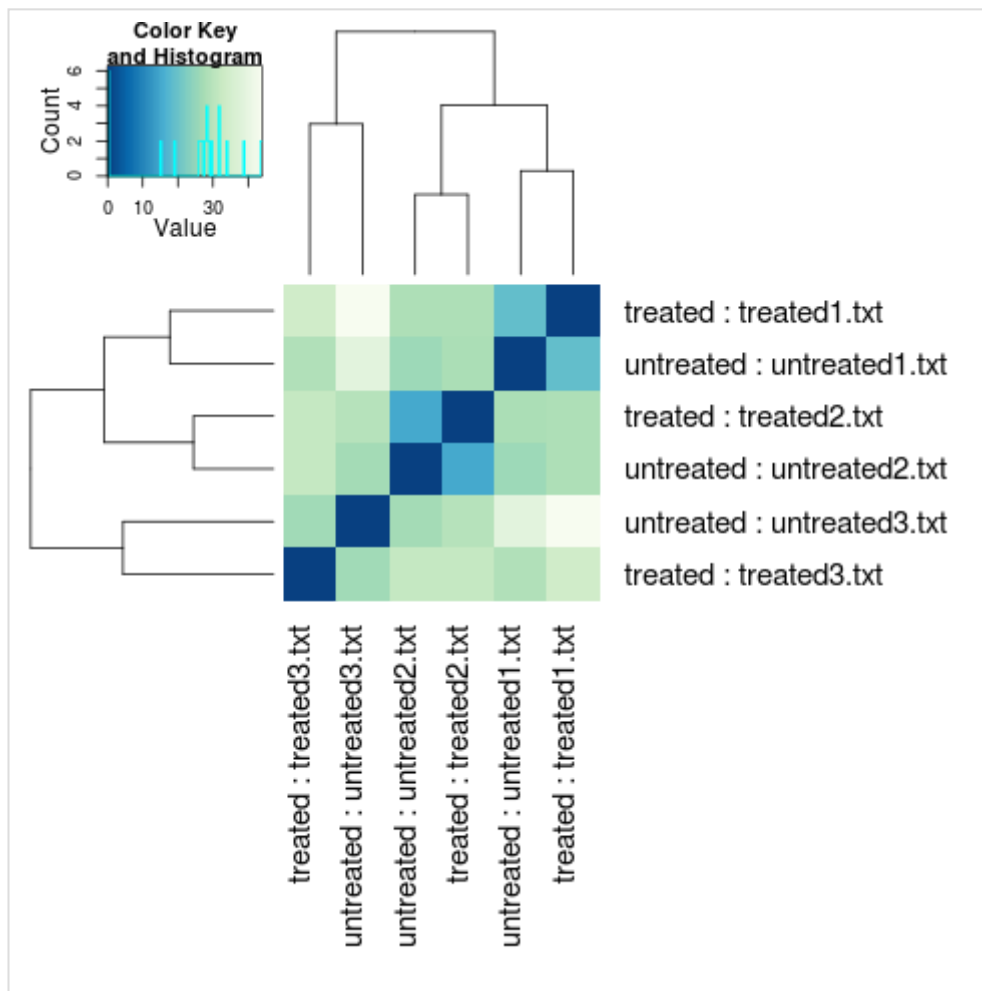 Color Key
and Histogram
Count
0 2 4 6
0 10 30
Value
treated : treated1.txt
untreated : untreated1.txt
treated : treated2.txt
untreated : untreated2.txt
untreated : untreated3.txt
treated : treated3.txt
treated : treated3.txt
untreated : untreated3.txt
untreated : untreated2.txt
treated : treated2.txt
untreated : untreated1.txt
treated : treated1.txt